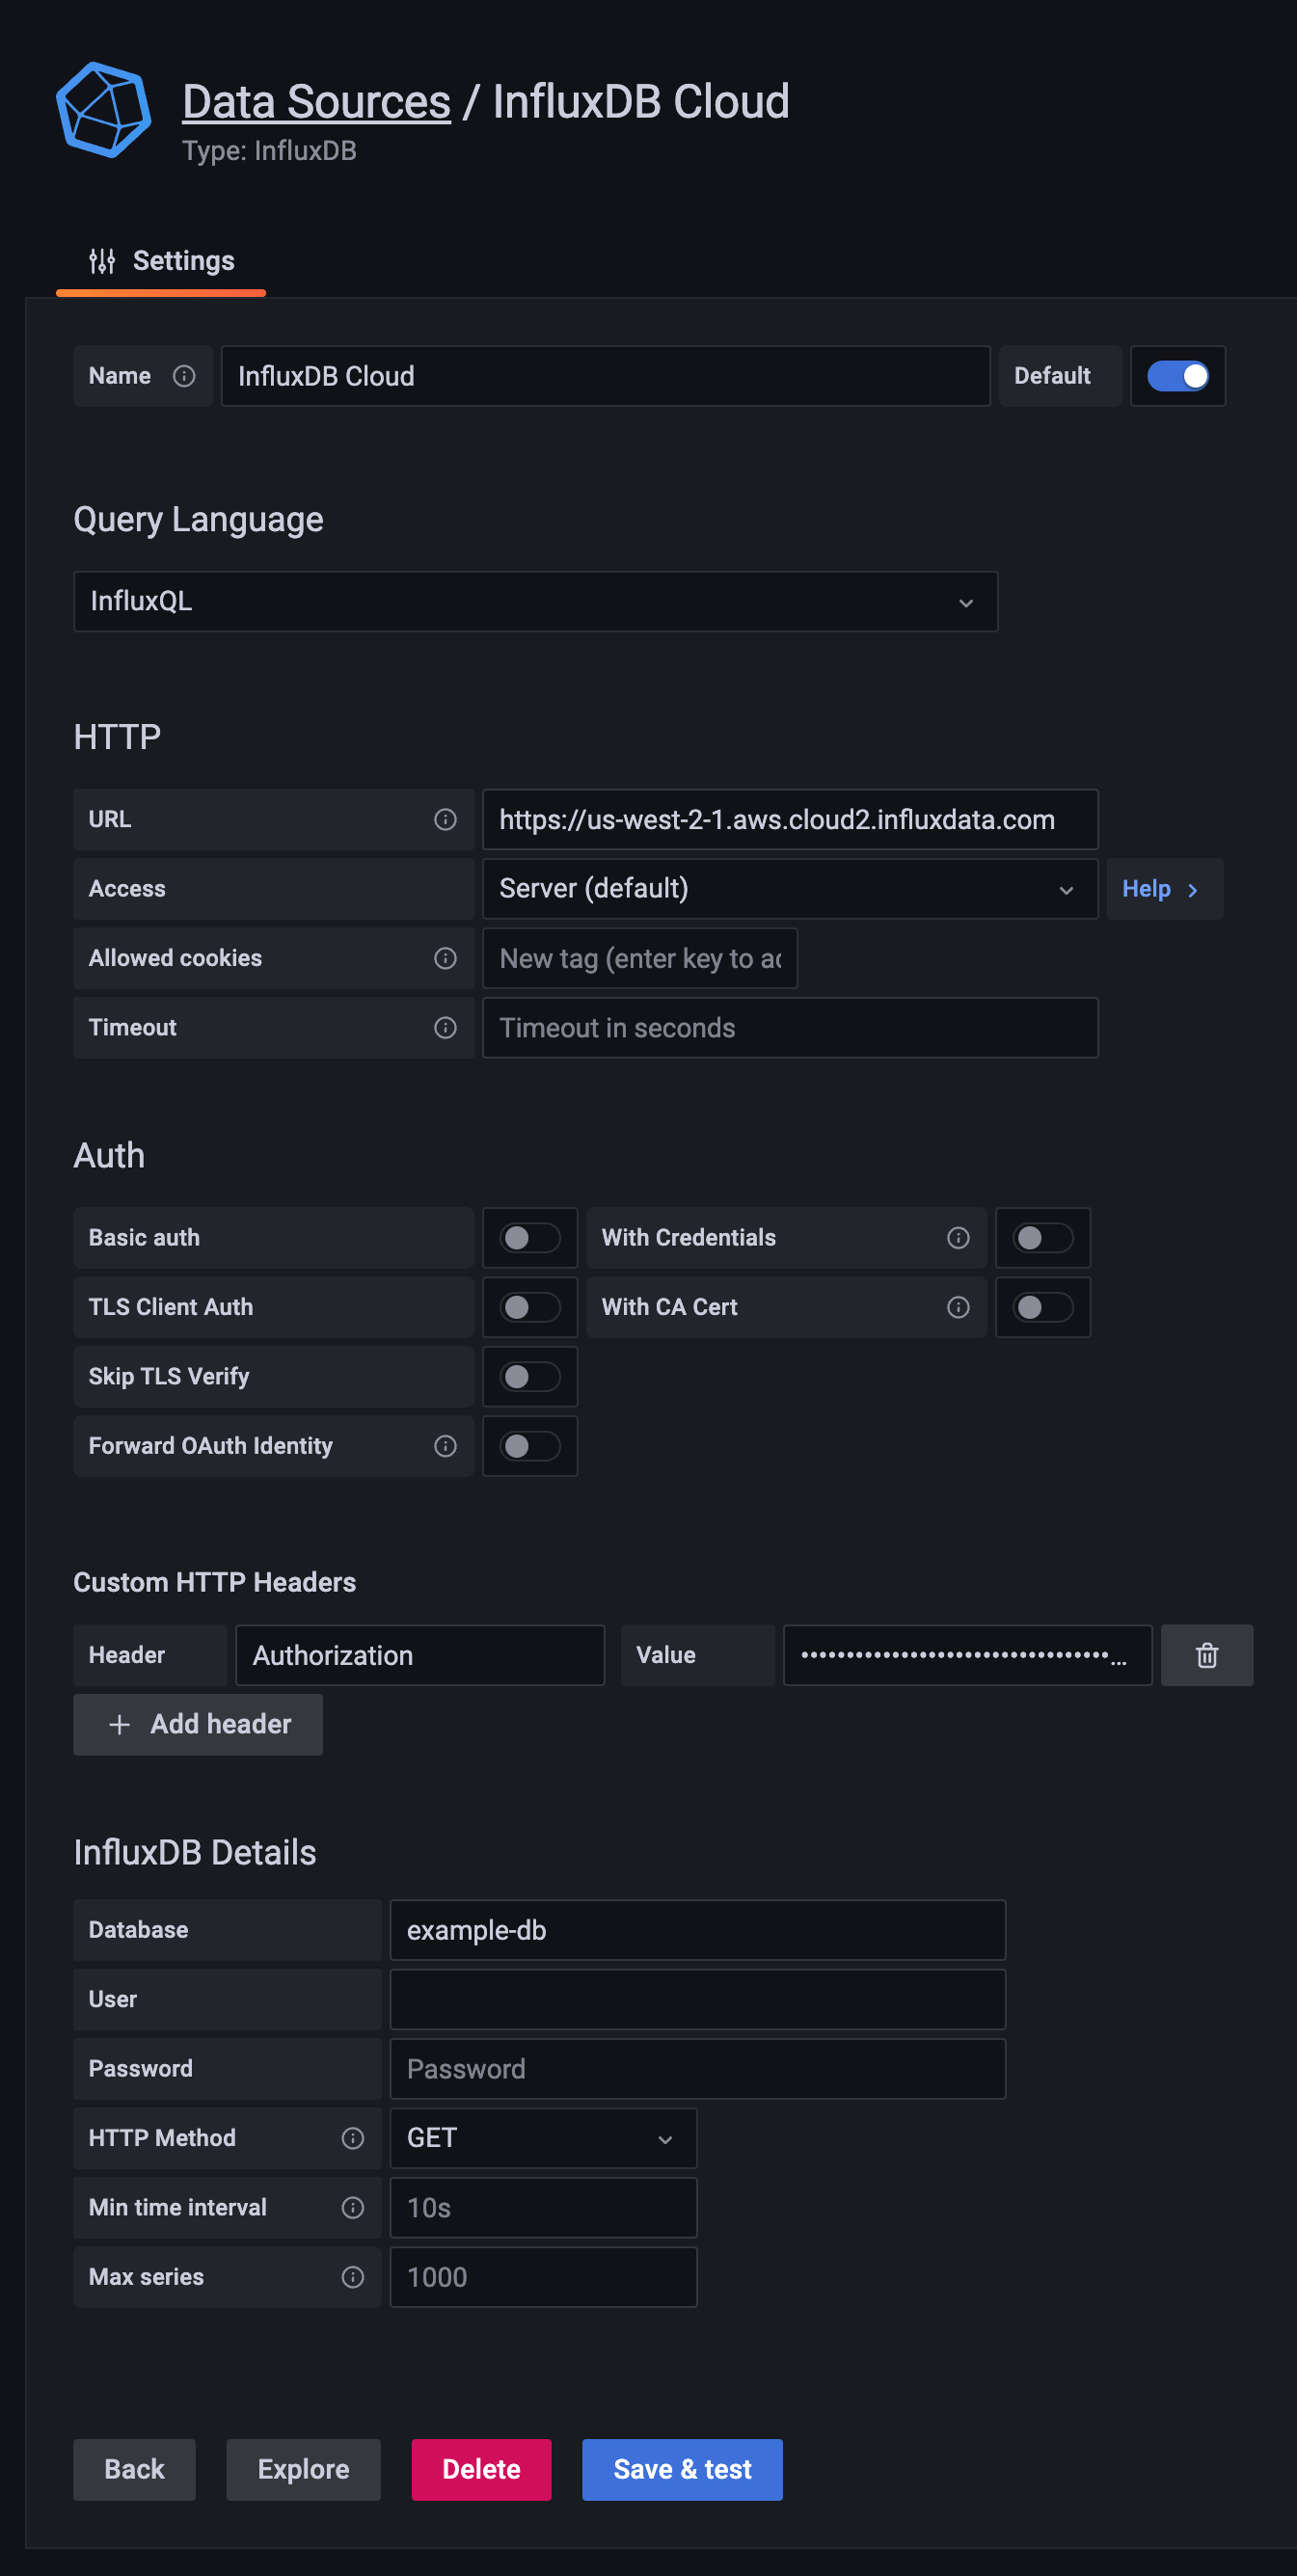 Data Sources / InfluxDB Cloud
Type: InfluxDB
Settings
Name InfluxDB Cloud Default
Query Language
InfluxQL
HTTP
URL https://us-west-2-1.aws.cloud2.influxdata.com
Access Server (default) Help >
Allowed cookies New tag (enter key to ad
Timeout Timeout in seconds
Auth
Basic auth With Credentials
TLS Client Auth With CA Cert
Skip TLS Verify
Forward OAuth Identity
Custom HTTP Headers
Header Authorization Value ••••••••••••••••••••••••••••••••••...
+ Add header
InfluxDB Details
Database example-db
User
Password Password
HTTP Method GET
Min time interval 10s
Max series 1000
Back Explore Delete Save & test